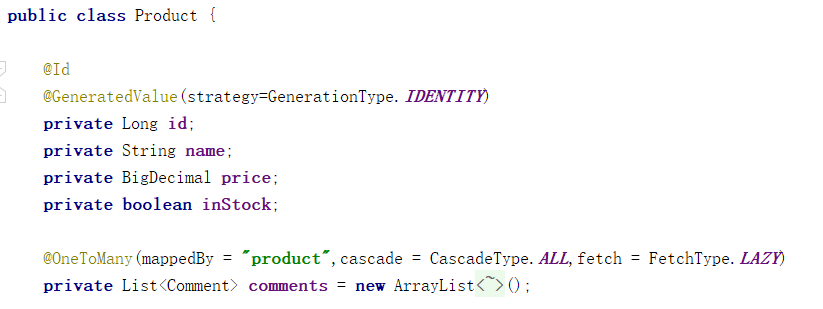 public class Product {
@Id
@GeneratedValue(strategy=GenerationType.IDENTITY)
private Long id;
private String name;
private BigDecimal price;
private boolean inStock;
@OneToMany(mappedBy = "product",cascade = CascadeType.ALL,fetch = FetchType.LAZY)
private List<Comment> comments = new ArrayList<~>();